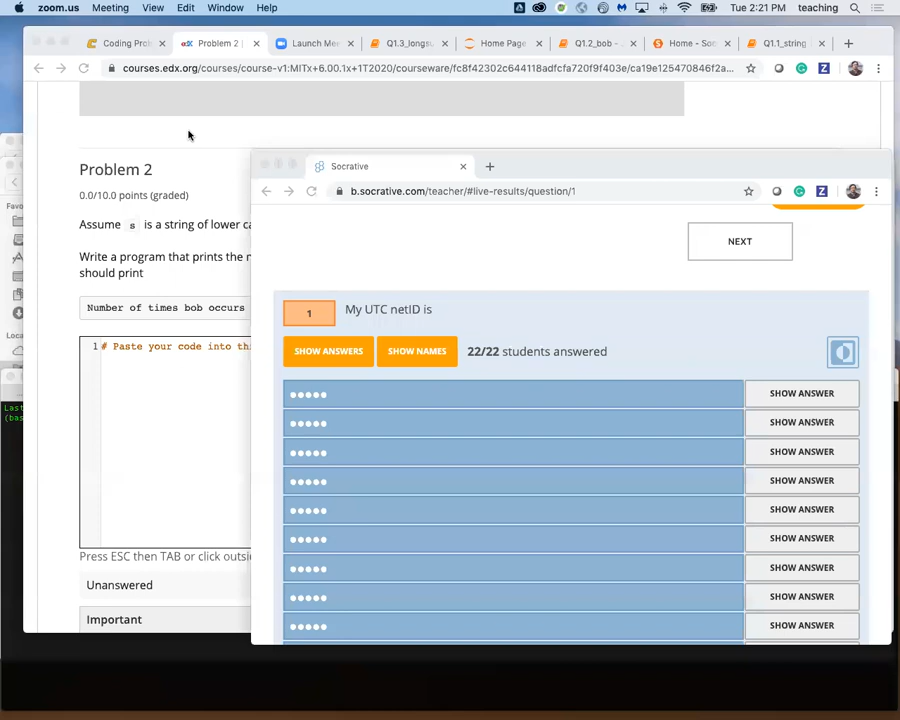 zoom.us Meeting View Edit Window Help Tue 2:21 PM teaching
Coding Pro Problem 2 | Launch Me Q1.3_longsu Home Page Q1.2_bob - Home - Soc Q1.1_string
courses.edx.org/courses/course-v1:MITx+6.00.1x+1T2020/courseware/fc8f42302c644118adfcfa720f9f403e/ca19e125470846f2a...
Problem 2
0.0/10.0 points (graded)
Assume s is a string of lower ca
Write a program that prints the
should print
Number of times bob occurs
1 # Paste your code into thi
Press ESC then TAB or click outsi
Unanswered
Important
Favo
Loca
Last
(bas
Socrative
b.socrative.com/teacher/#live-results/question/1
NEXT
1 My UTC netID is
SHOW ANSWERS SHOW NAMES 22/22 students answered
●●●●● SHOW ANSWER
●●●●● SHOW ANSWER
●●●●● SHOW ANSWER
●●●●● SHOW ANSWER
●●●●● SHOW ANSWER
●●●●● SHOW ANSWER
●●●●● SHOW ANSWER
●●●●● SHOW ANSWER
●●●●● SHOW ANSWER